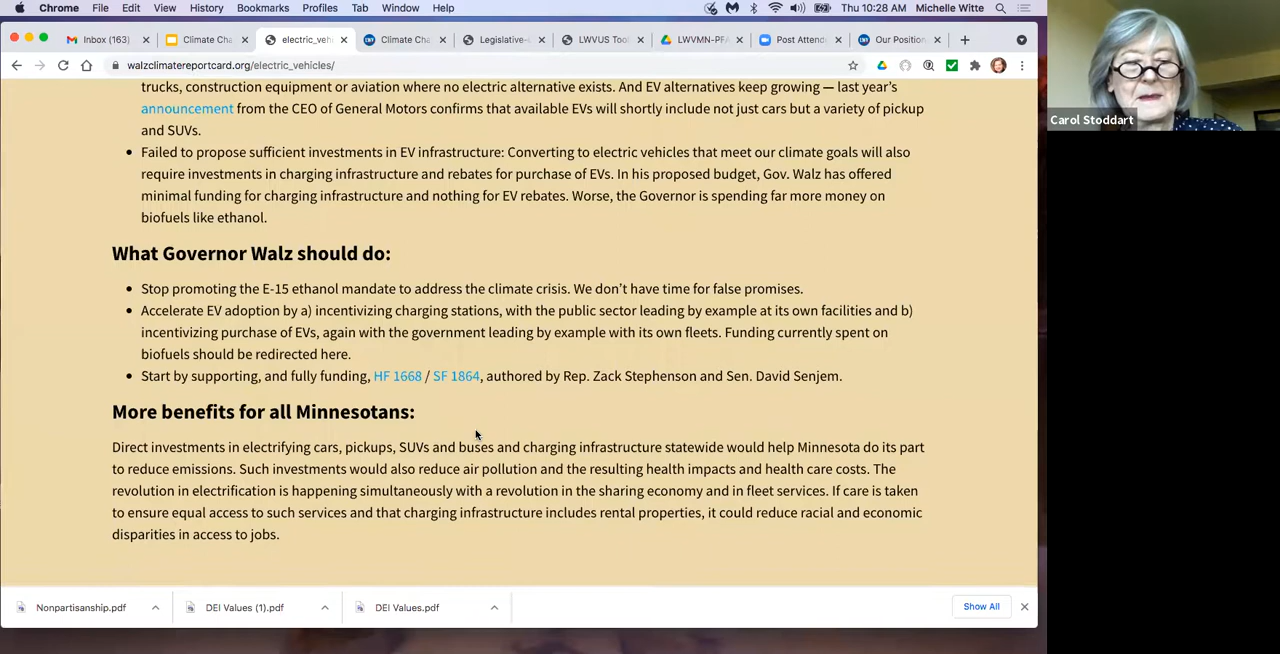 Chrome File Edit View History Bookmarks Profiles Tab Window Help Thu 10:28 AM Michelle Witte
Inbox (163) Climate Cha electric_vehi Climate Cha Legislative- LWVUS Tool LWVMN-PFA Post Attend Our Position
walzclimatereportcard.org/electric_vehicles/
trucks, construction equipment or aviation where no electric alternative exists. And EV alternatives keep growing — last year's
announcement from the CEO of General Motors confirms that available EVs will shortly include not just cars but a variety of pickup
and SUVs.
• Failed to propose sufficient investments in EV infrastructure: Converting to electric vehicles that meet our climate goals will also
require investments in charging infrastructure and rebates for purchase of EVs. In his proposed budget, Gov. Walz has offered
minimal funding for charging infrastructure and nothing for EV rebates. Worse, the Governor is spending far more money on
biofuels like ethanol.
What Governor Walz should do:
• Stop promoting the E-15 ethanol mandate to address the climate crisis. We don't have time for false promises.
• Accelerate EV adoption by a) incentivizing charging stations, with the public sector leading by example at its own facilities and b)
incentivizing purchase of EVs, again with the government leading by example with its own fleets. Funding currently spent on
biofuels should be redirected here.
• Start by supporting, and fully funding, HF 1668 / SF 1864, authored by Rep. Zack Stephenson and Sen. David Senjem.
More benefits for all Minnesotans:
Direct investments in electrifying cars, pickups, SUVs and buses and charging infrastructure statewide would help Minnesota do its part
to reduce emissions. Such investments would also reduce air pollution and the resulting health impacts and health care costs. The
revolution in electrification is happening simultaneously with a revolution in the sharing economy and in fleet services. If care is taken
to ensure equal access to such services and that charging infrastructure includes rental properties, it could reduce racial and economic
disparities in access to jobs.
Nonpartisanship.pdf DEI Values (1).pdf DEI Values.pdf Show All
Carol Stoddart